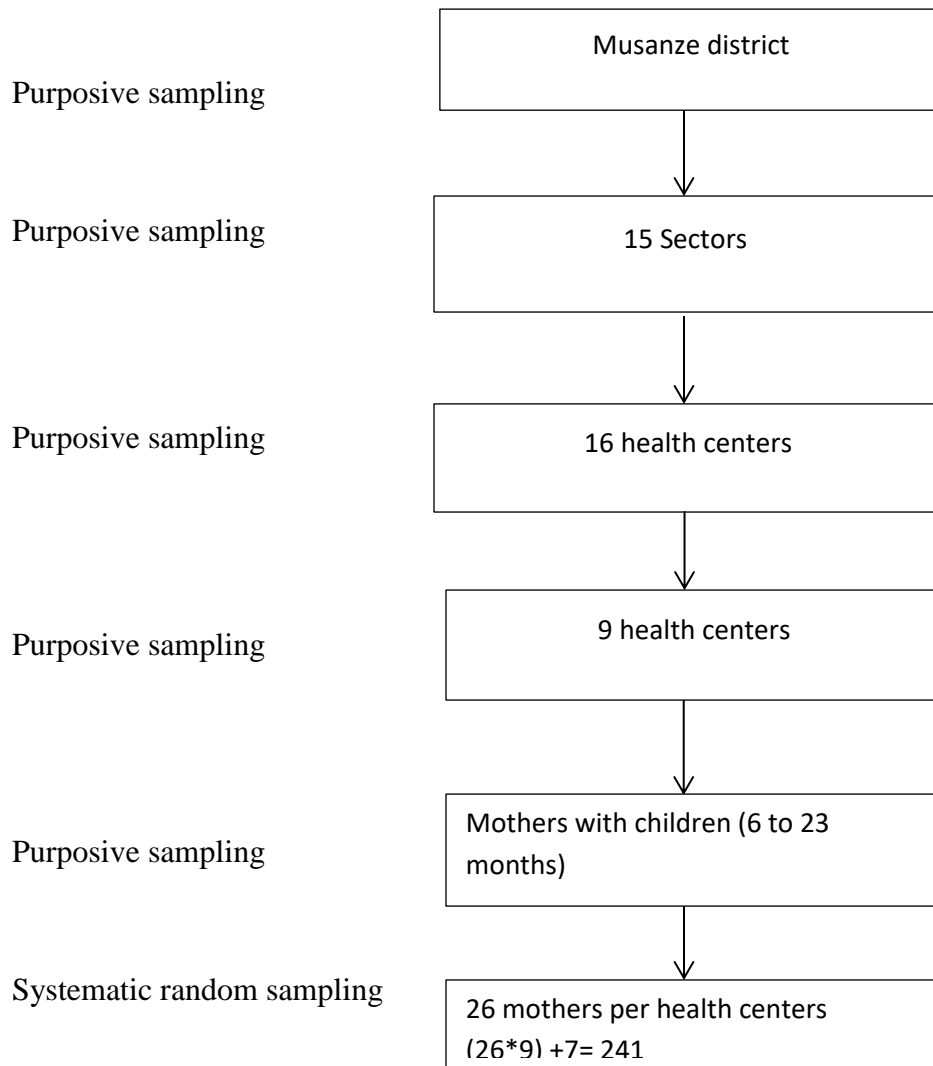 Musanze district
Purposive sampling
Purposive sampling
15 Sectors
Purposive sampling
16 health centers
Purposive sampling
9 health centers
Purposive sampling
Mothers with children (6 to 23
months)
Systematic random sampling
26 mothers per health centers
(26*9) +7= 241